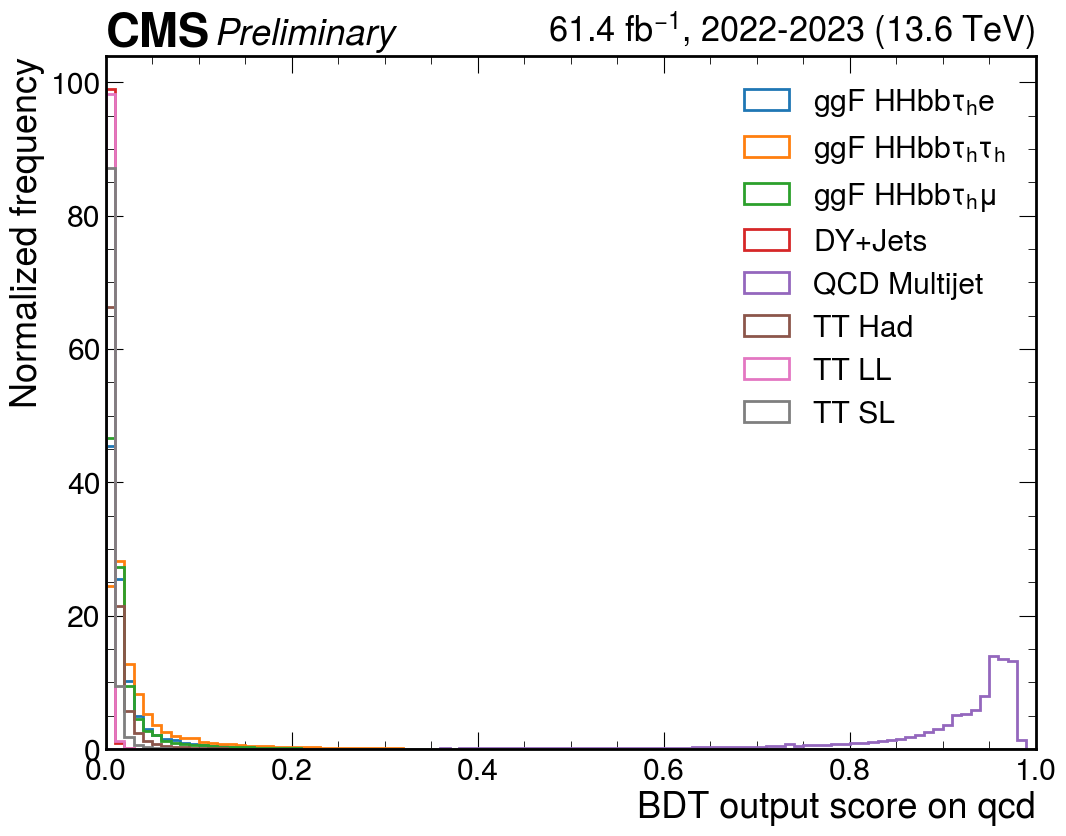 CMS Preliminary 61.4 fb⁻¹, 2022-2023 (13.6 TeV)
Normalized frequency
100
80
60
40
20
0
ggF HHbbτₕe
ggF HHbbτₕτₕ
ggF HHbbτₕμ
DY+Jets
QCD Multijet
TT Had
TT LL
TT SL
0.0 0.2 0.4 0.6 0.8 1.0
BDT output score on qcd